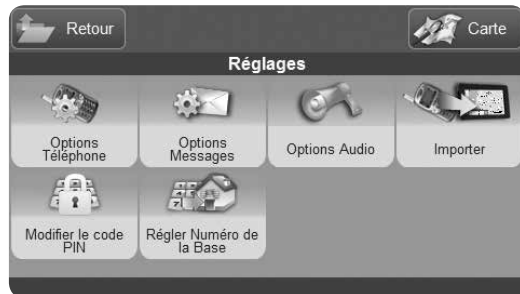 Retour
Carte
Réglages
Options
Téléphone
Options
Messages
Options Audio
Importer
Modifier le code
PIN
Régler Numéro de
la Base